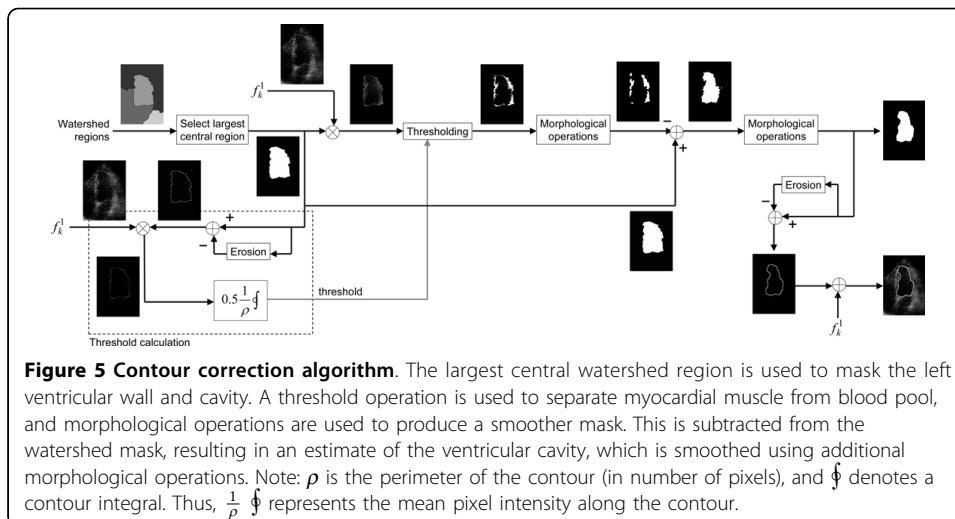 f_k^1
Watershed regions
Select largest central region
Thresholding
Morphological operations
−
+
Morphological operations
Erosion
−
+
f_k^1
+
−
Erosion
0.5 1/ρ ∮
threshold
Threshold calculation
f_k^1
Figure 5 Contour correction algorithm. The largest central watershed region is used to mask the left
ventricular wall and cavity. A threshold operation is used to separate myocardial muscle from blood pool,
and morphological operations are used to produce a smoother mask. This is subtracted from the
watershed mask, resulting in an estimate of the ventricular cavity, which is smoothed using additional
morphological operations. Note: ρ is the perimeter of the contour (in number of pixels), and ∮ denotes a
contour integral. Thus, 1/ρ ∮ represents the mean pixel intensity along the contour.